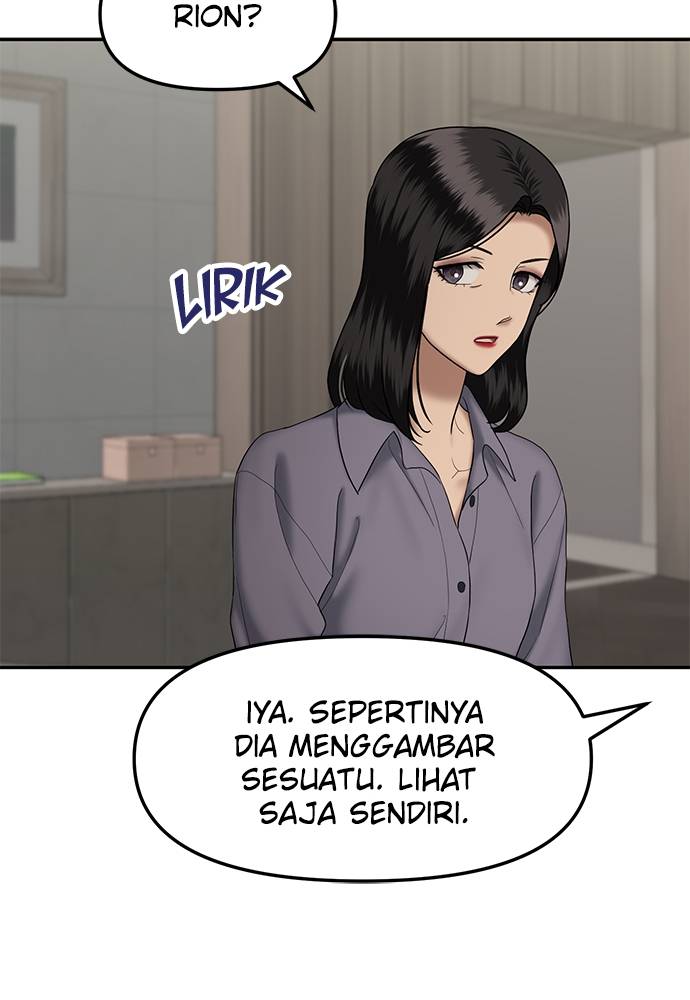 RION?
LIRIK
IYA. SEPERTINYA
DIA MENGGAMBAR
SESUATU. LIHAT
SAJA SENDIRI.